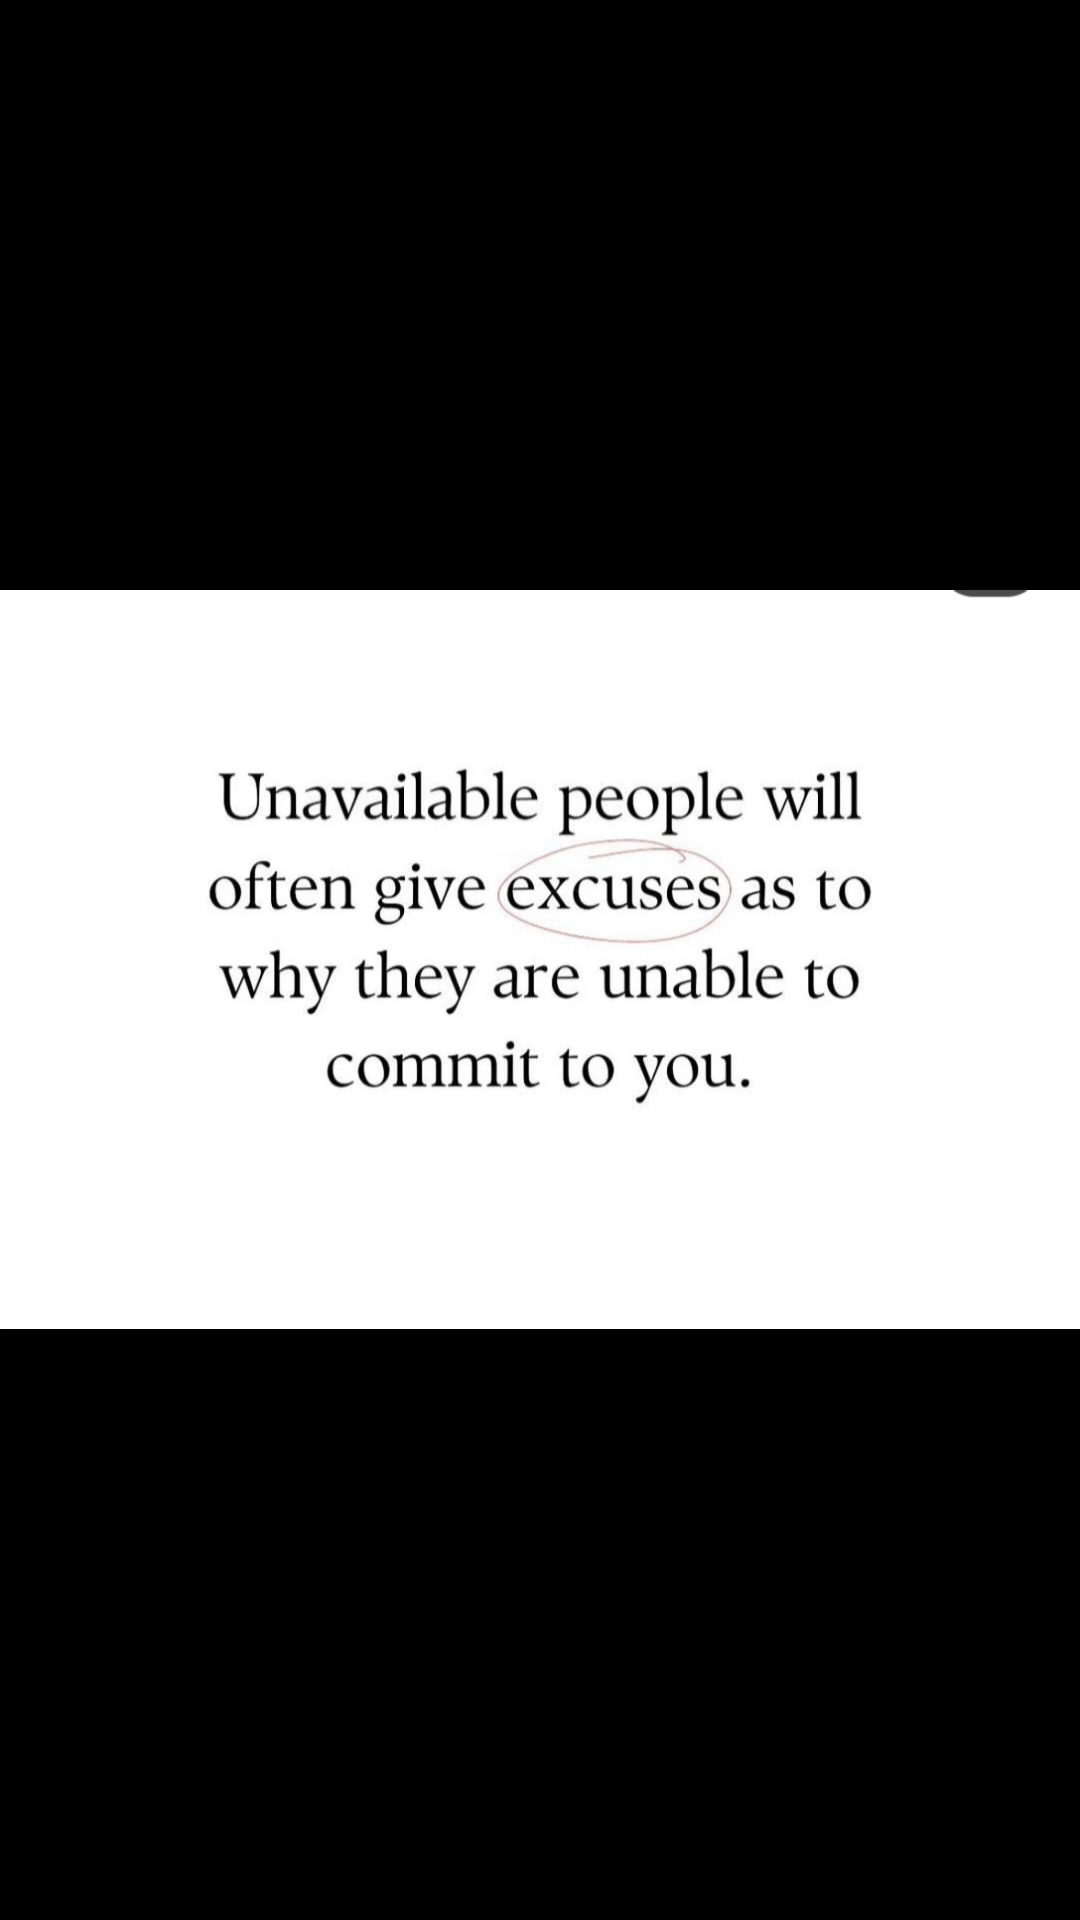 Unavailable people will
often give excuses as to
why they are unable to
commit to you.